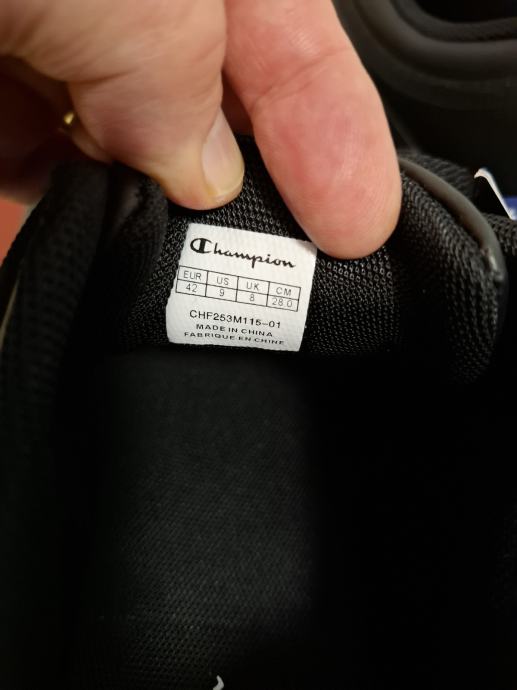 Champion
EUR US UK CM
42 9 8 28.0
CHF253M115-01
MADE IN CHINA
FABRIQUE EN CHINE